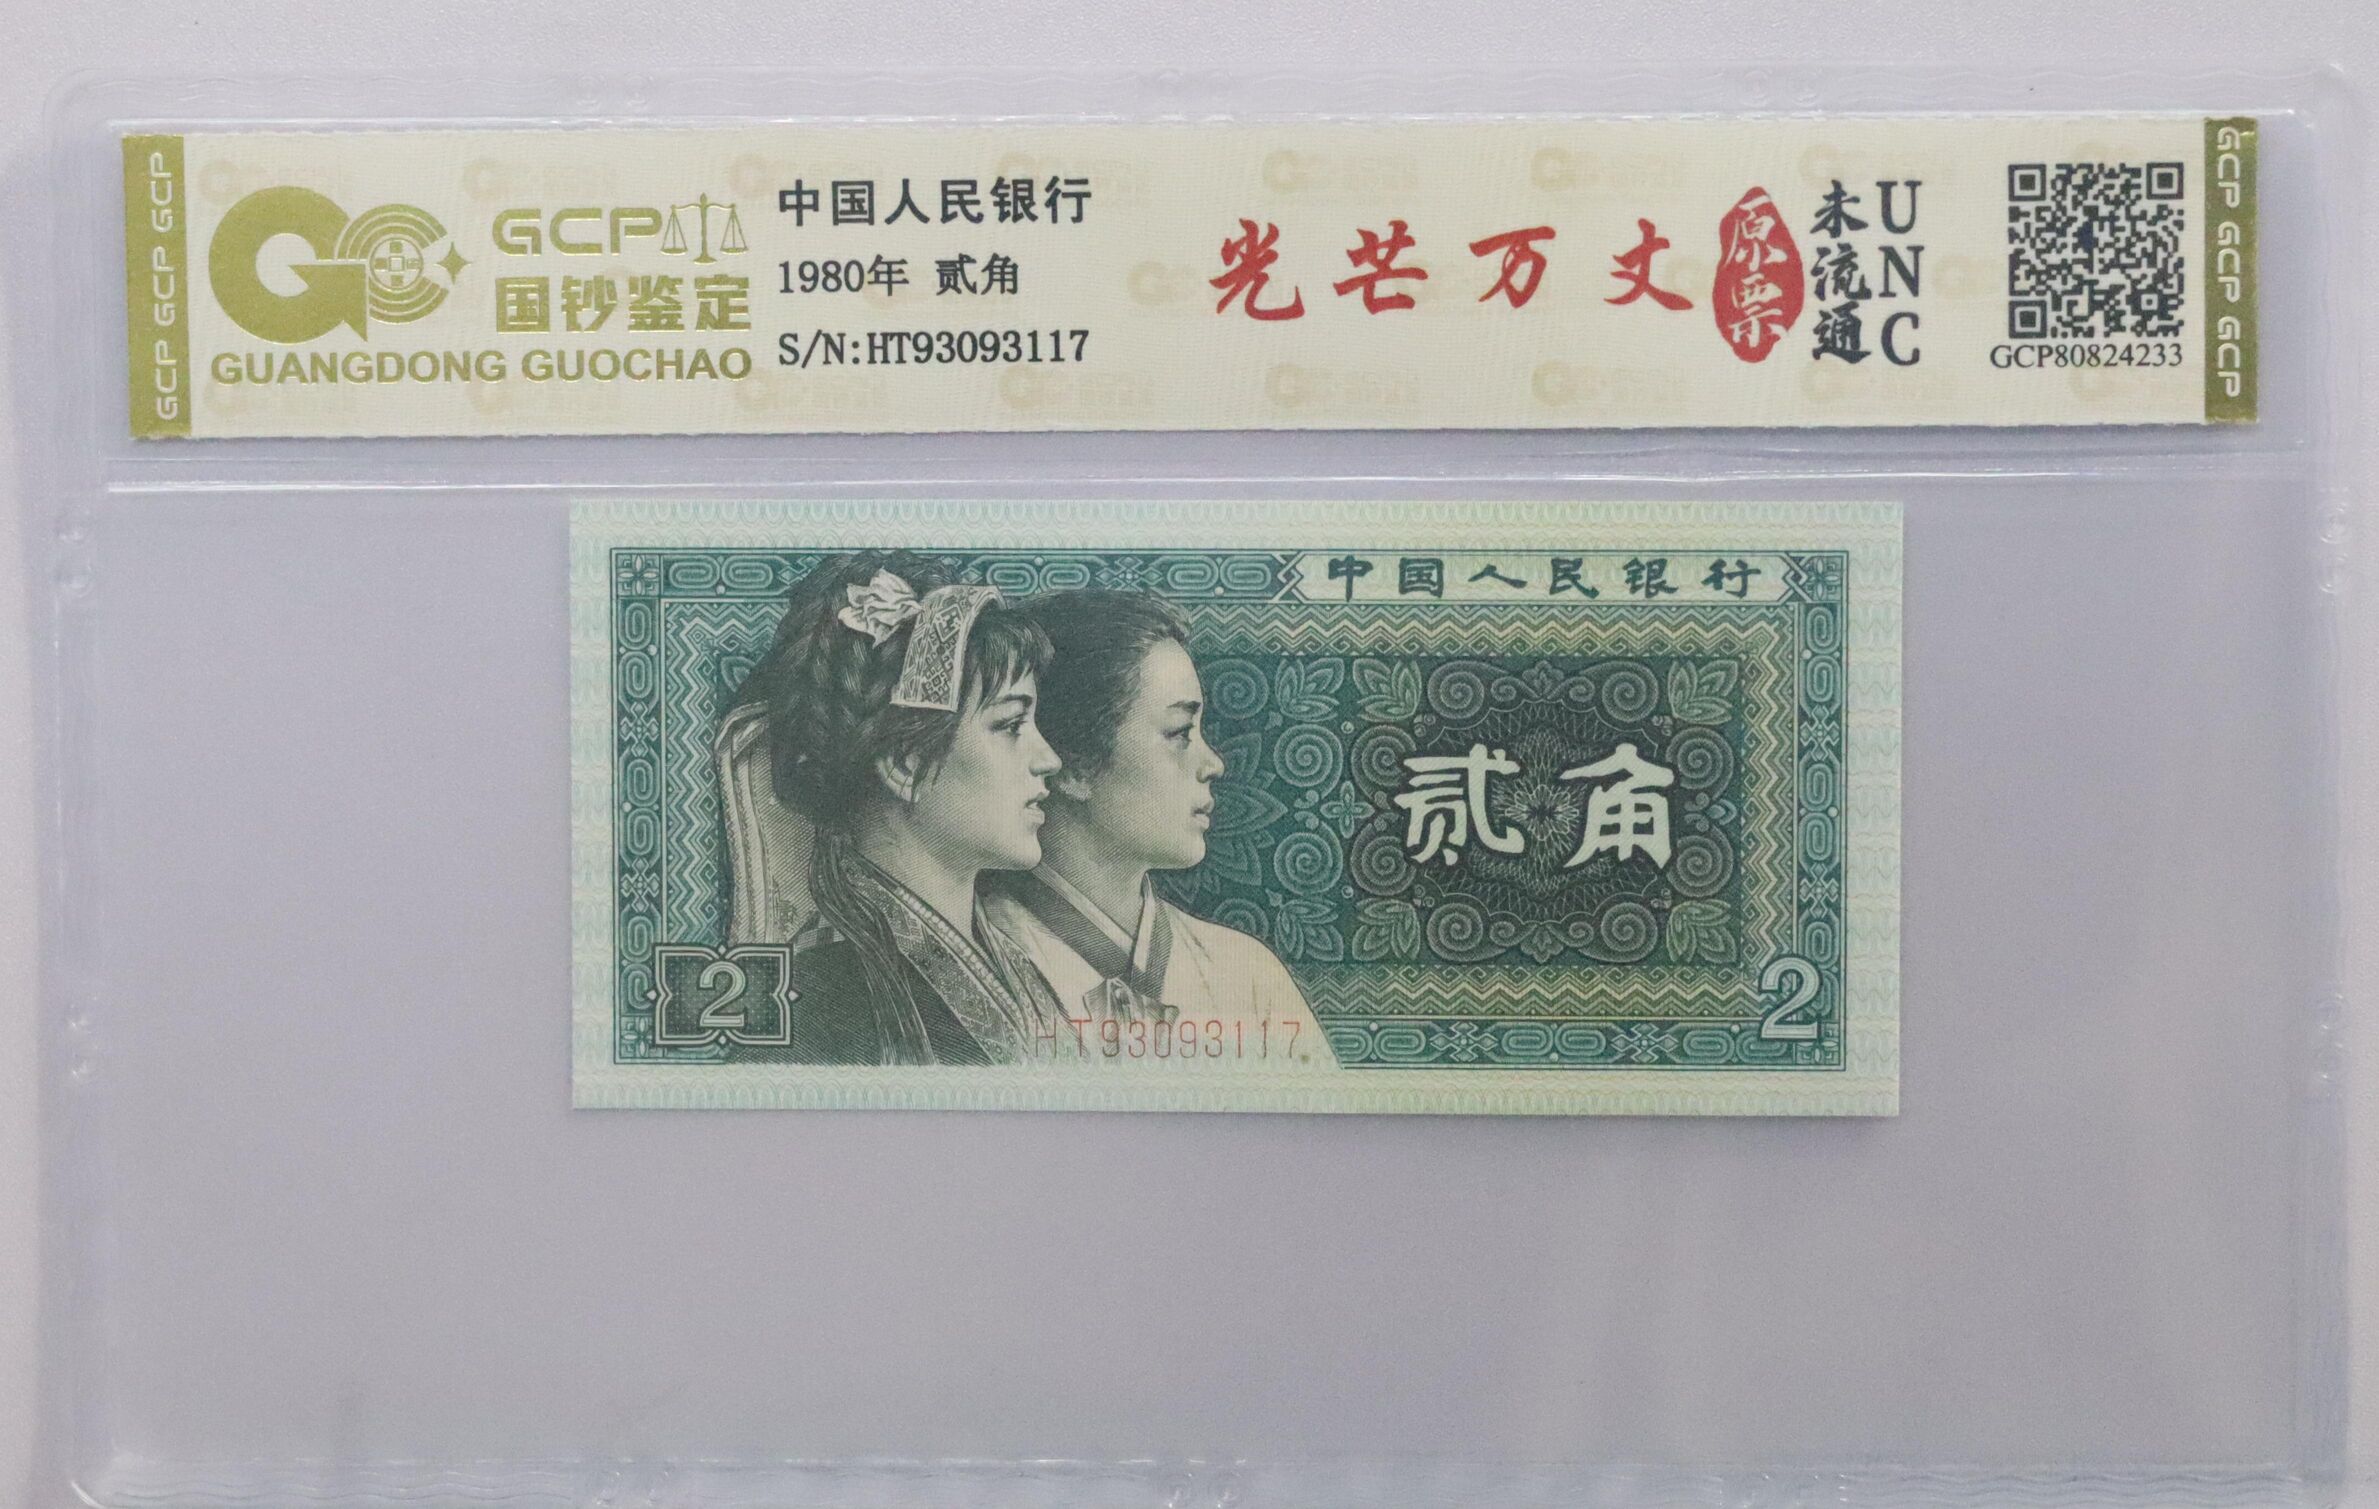 GCP GCP GCP
GCP
国钞鉴定
GUANGDONG GUOCHAO
中国人民银行
1980年 贰角
S/N:HT93093117
光芒万丈
原票
未流通
UNC
GCP80824233
GCP GCP GCP
中国人民银行
贰角
2
2
HT93093117